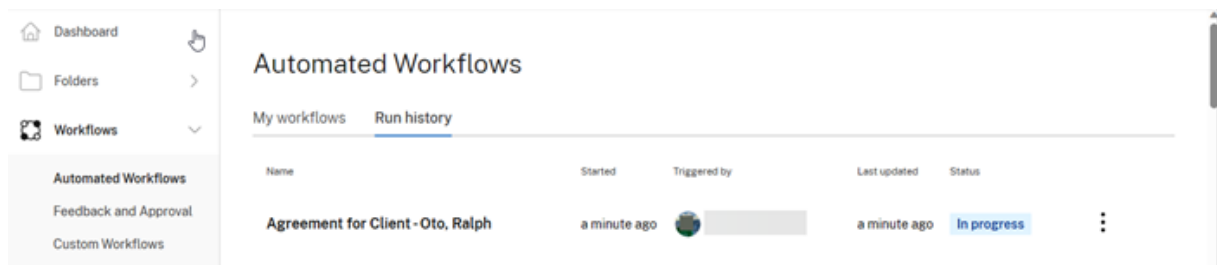 Dashboard
Folders
Workflows
Automated Workflows
Feedback and Approval
Custom Workflows
Automated Workflows
My workflows Run history
Name Started Triggered by Last updated Status
Agreement for Client - Oto, Ralph a minute ago a minute ago In progress